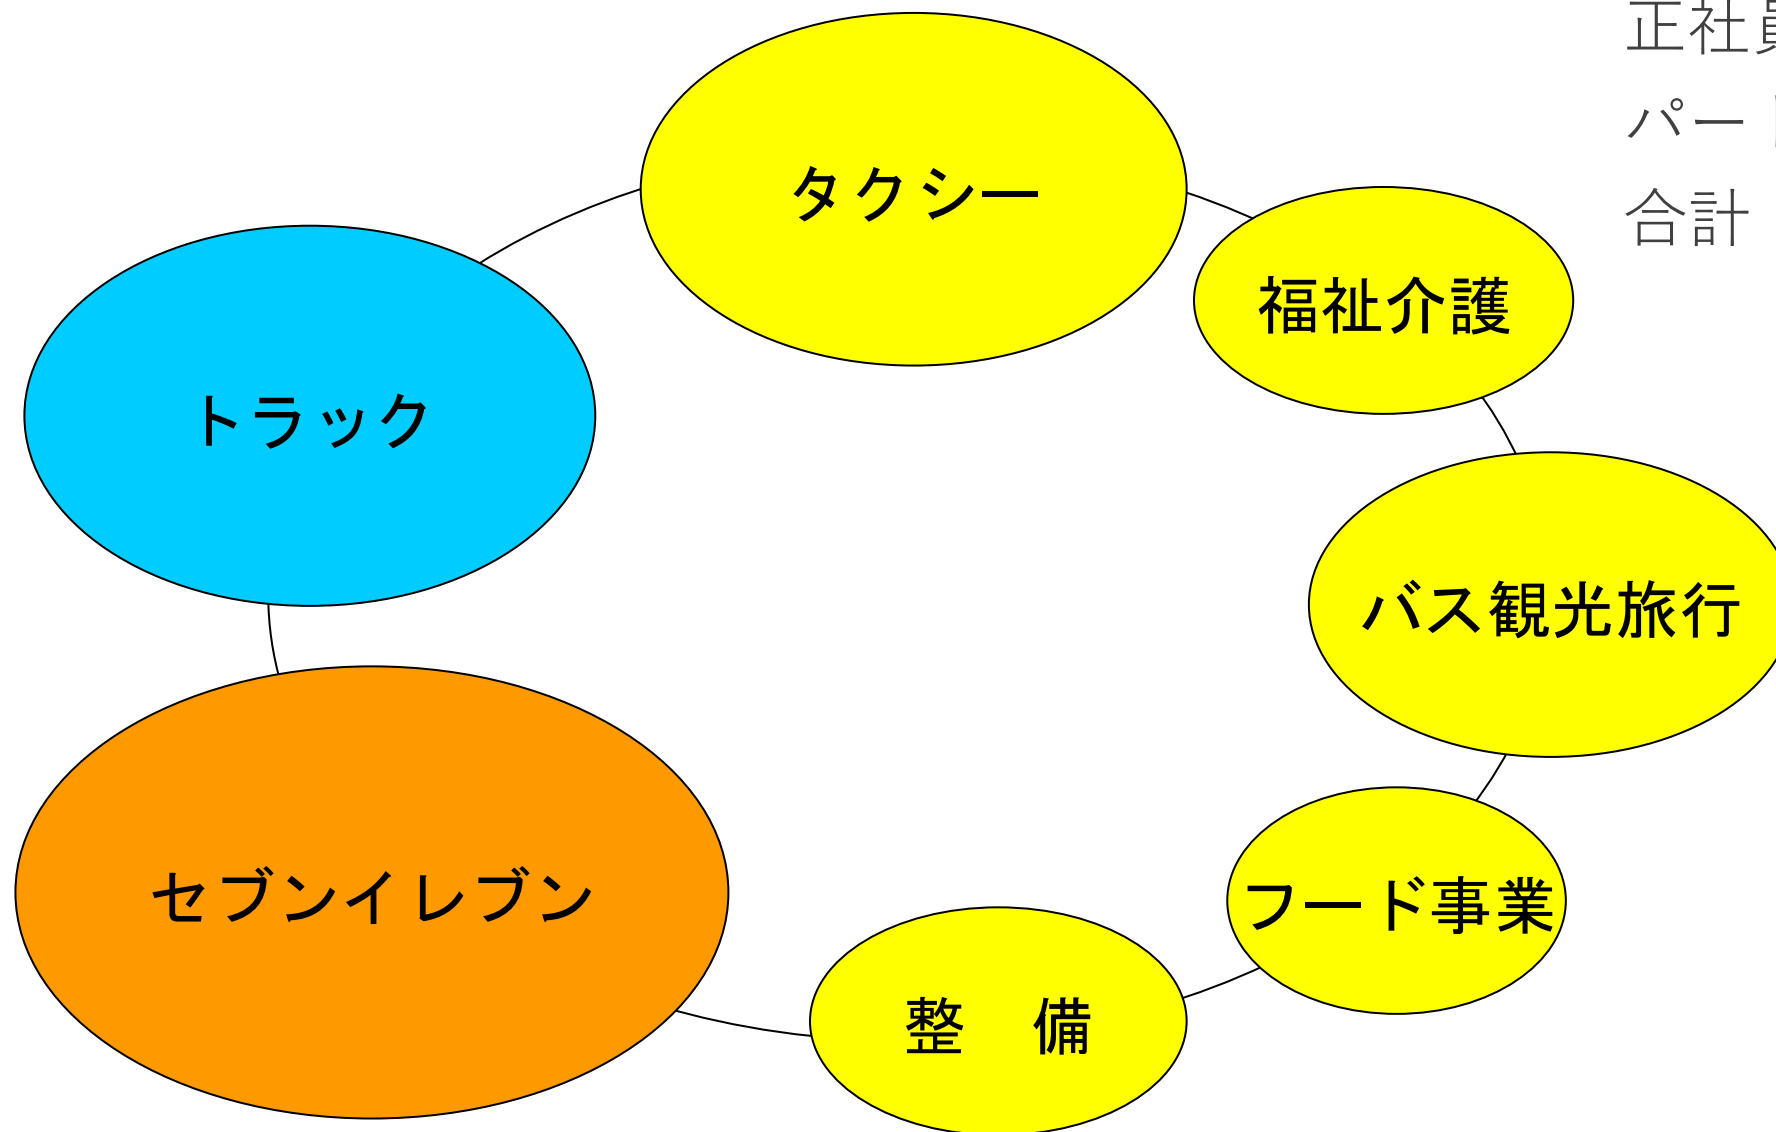 正社員
パート
合計
タクシー
福祉介護
トラック
バス観光旅行
セブンイレブン
フード事業
整　備